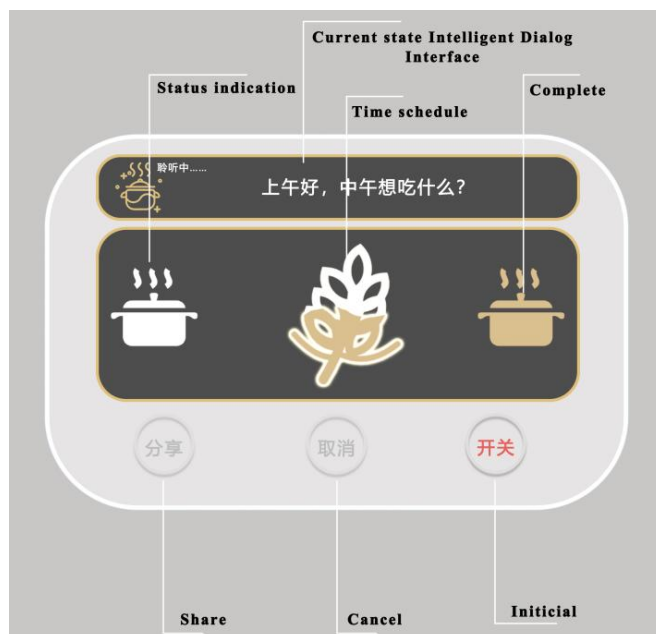 Current state Intelligent Dialog
Interface
Status indication
Complete
Time schedule
聆听中......
上午好，中午想吃什么？
分享
取消
开关
Share
Cancel
Initicial